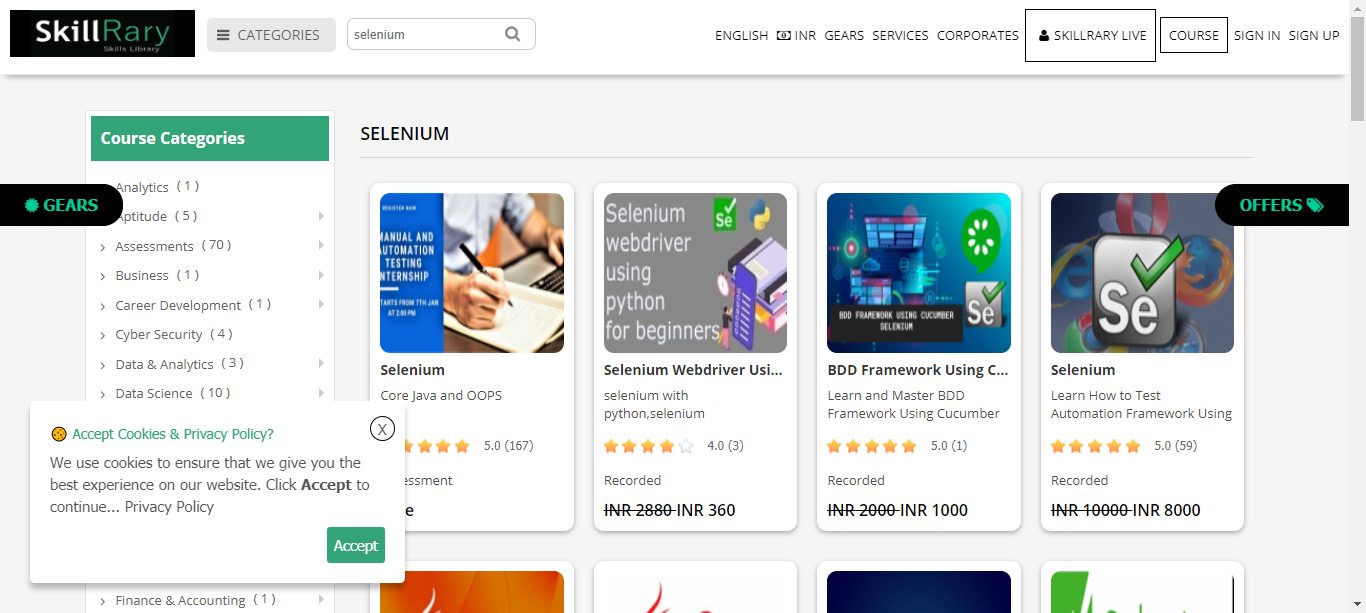 SkillRary
Skills Library
CATEGORIES
selenium
ENGLISH INR GEARS SERVICES CORPORATES SKILLRARY LIVE COURSE SIGN IN SIGN UP
Course Categories
Analytics ( 1 )
Aptitude ( 5 )
Assessments ( 70 )
Business ( 1 )
Career Development ( 1 )
Cyber Security ( 4 )
Data & Analytics ( 3 )
Data Science ( 10 )
Finance & Accounting ( 1 )
GEARS
OFFERS
Accept Cookies & Privacy Policy?
X
We use cookies to ensure that we give you the
best experience on our website. Click Accept to
continue... Privacy Policy
Accept
SELENIUM
REGISTER NOW
MANUAL AND
AUTOMATION
TESTING
INTERNSHIP
STARTS FROM 7TH JAN
AT 2:00 PM
Selenium
Core Java and OOPS
5.0 (167)
essment
e
Selenium
webdriver
using
python
for beginners
Se
Selenium Webdriver Usi...
selenium with
python,selenium
4.0 (3)
Recorded
INR 2880 INR 360
BDD FRAMEWORK USING CUCUMBER
SELENIUM
Se
BDD Framework Using C...
Learn and Master BDD
Framework Using Cucumber
5.0 (1)
Recorded
INR 2000 INR 1000
Se
Selenium
Learn How to Test
Automation Framework Using
5.0 (59)
Recorded
INR 10000 INR 8000